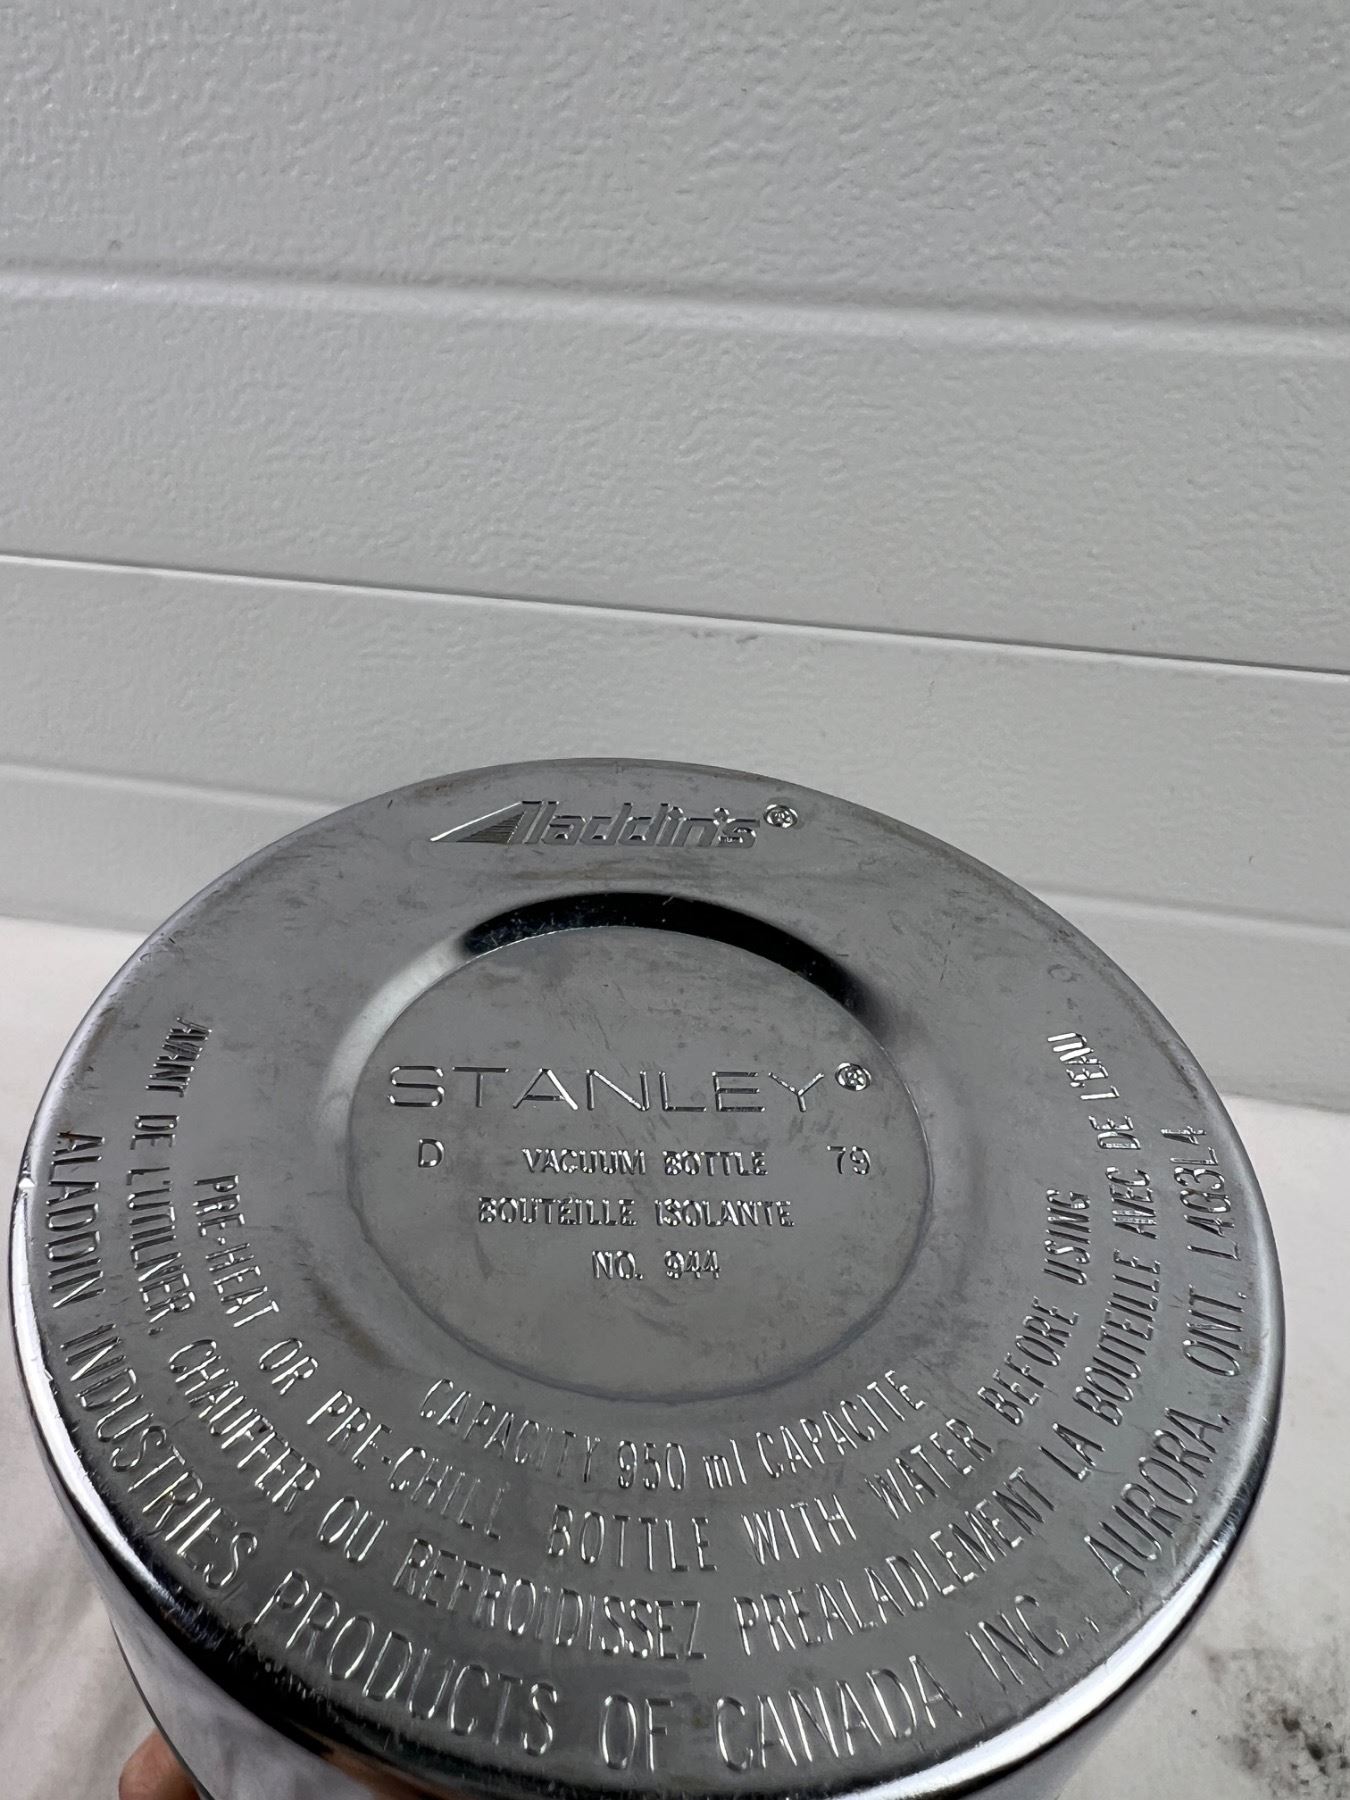 Aladdin's®
STANLEY®
D VACUUM BOTTLE 79
BOUTEILLE ISOLANTE
NO. 944
CAPACITY 950 ml CAPACITE
PRE-HEAT OR PRE-CHILL BOTTLE WITH WATER BEFORE USING
AVANT DE L'UTILIVER, CHAUFFER OU REFROIDISSEZ PREALADLEMENT LA BOUTEILLE AVEC DE L'EAU
ALADDIN INDUSTRIES PRODUCTS OF CANADA INC., AURORA, ONT. L4G3L4